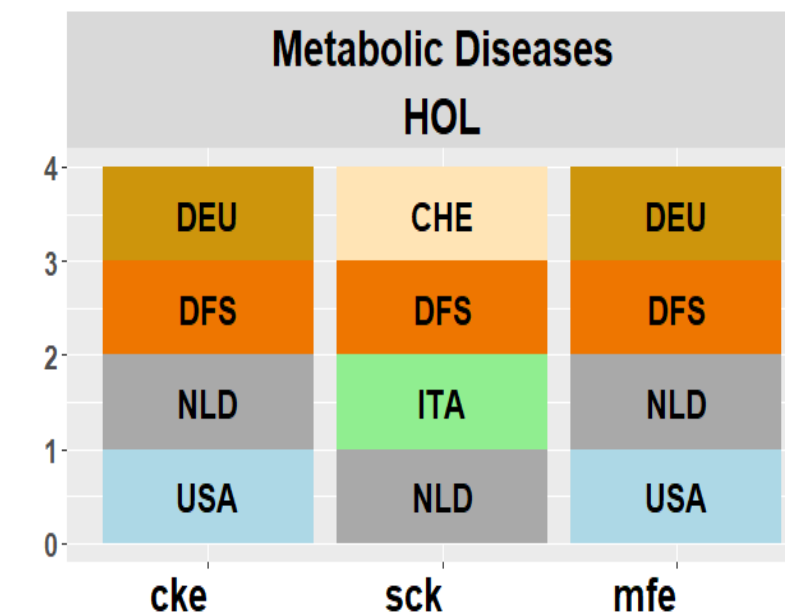 Metabolic Diseases
HOL
4
DEU CHE DEU
3
DFS DFS DFS
2
NLD ITA NLD
1
USA NLD USA
0
cke sck mfe